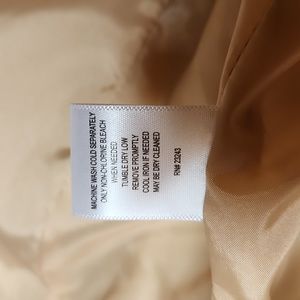 MACHINE WASH COLD SEPARATELY
ONLY NON-CHLORINE BLEACH
WHEN NEEDED
TUMBLE DRY LOW
REMOVE PROMPTLY
COOL IRON IF NEEDED
MAY BE DRY CLEANED
RN# 23243